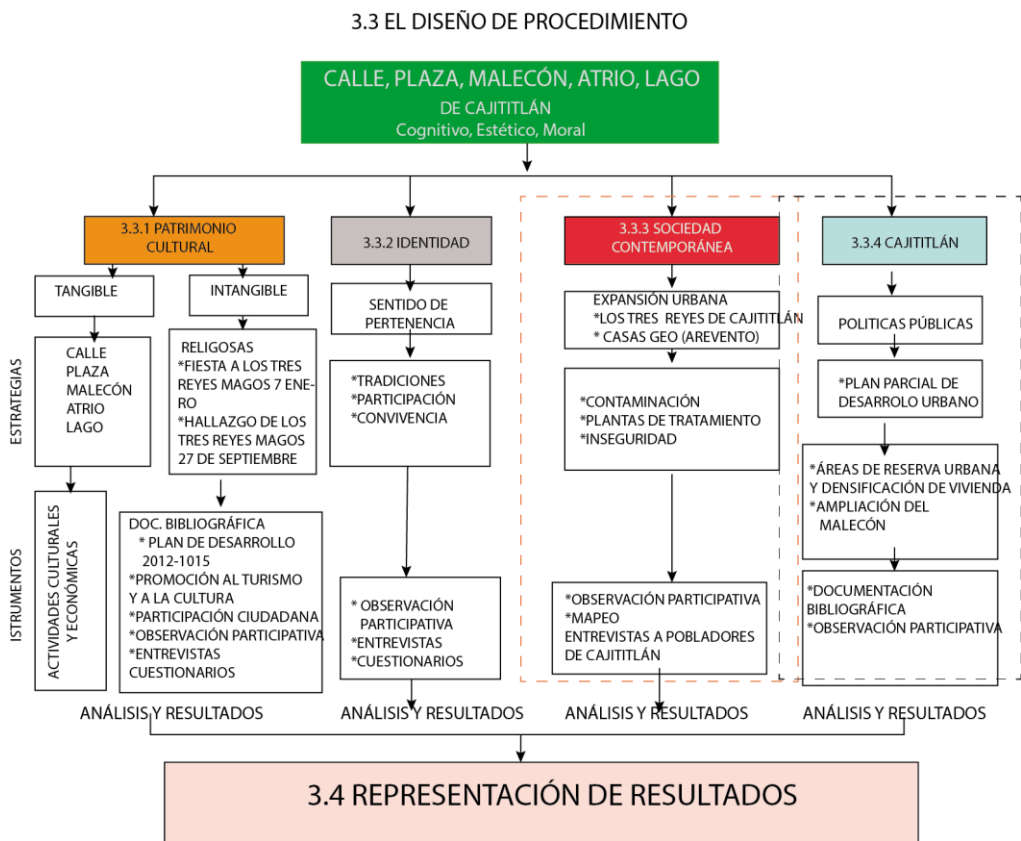 3.3 EL DISEÑO DE PROCEDIMIENTO
CALLE, PLAZA, MALECÓN, ATRIO, LAGO
DE CAJITITLÁN
Cognitivo, Estético, Moral
3.3.1 PATRIMONIO
CULTURAL
3.3.2 IDENTIDAD
3.3.3 SOCIEDAD
CONTEMPORÁNEA
3.3.4 CAJITITLÁN
ESTRATEGIAS
TANGIBLE
CALLE
PLAZA
MALECÓN
ATRIO
LAGO
INTANGIBLE
RELIGOSAS
*FIESTA A LOS TRES
REYES MAGOS 7 ENE-
RO
*HALLAZGO DE LOS
TRES REYES MAGOS
27 DE SEPTIEMBRE
SENTIDO DE
PERTENENCIA
*TRADICIONES
*PARTICIPACIÓN
*CONVIVENCIA
EXPANSIÓN URBANA
*LOS TRES REYES DE CAJITITLÁN
* CASAS GEO (AREVENTO)
*CONTAMINACIÓN
*PLANTAS DE TRATAMIENTO
*INSEGURIDAD
POLITICAS PÚBLICAS
*PLAN PARCIAL DE
DESARROLO URBANO
*ÁREAS DE RESERVA URBANA
Y DENSIFICACIÓN DE VIVIENDA
*AMPLIACIÓN DEL
MALECÓN
ISTRUMENTOS
ACTIVIDADES CULTURALES
Y ECONÓMICAS
DOC. BIBLIOGRÁFICA
* PLAN DE DESARROLLO
2012-1015
*PROMOCIÓN AL TURISMO
Y A LA CULTURA
*PARTICIPACIÓN CIUDADANA
*OBSERVACIÓN PARTICIPATIVA
*ENTREVISTAS
CUESTIONARIOS
* OBSERVACIÓN
PARTICIPATIVA
*ENTREVISTAS
*CUESTIONARIOS
*OBSERVACIÓN PARTICIPATIVA
*MAPEO
ENTREVISTAS A POBLADORES
DE CAJITITLÁN
*DOCUMENTACIÓN
BIBLIOGRÁFICA
*OBSERVACIÓN PARTICIPATIVA
ANÁLISIS Y RESULTADOS
ANÁLISIS Y RESULTADOS
ANÁLISIS Y RESULTADOS
ANÁLISIS Y RESULTADOS
3.4 REPRESENTACIÓN DE RESULTADOS